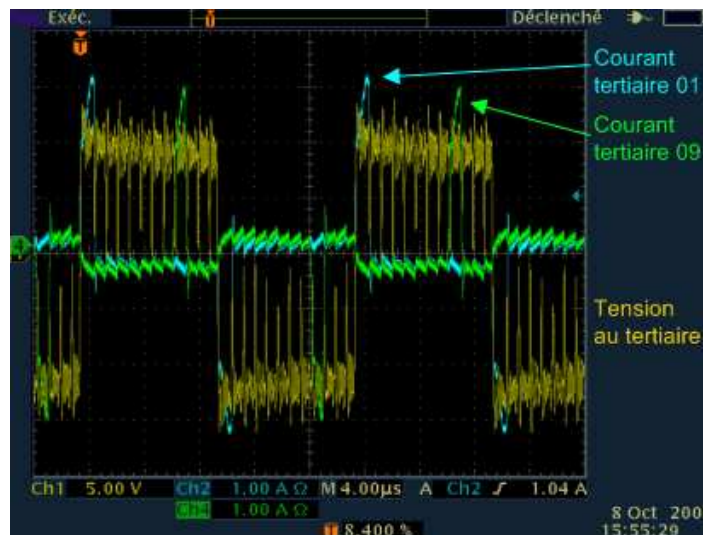 Exéc.
Déclenché
Courant
tertiaire 01
Courant
tertiaire 09
Tension
au tertiaire
Ch1 5.00 V Ch2 1.00 A Ω M 4.00µs A Ch2 1.04 A
Ch4 1.00 A Ω
8.400 %
8 Oct 200
15:55:29